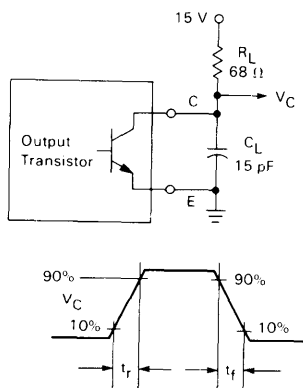 15 V
R_L
68 Ω
C
V_C
Output
Transistor
C_L
15 pF
E
90%
90%
V_C
10%
10%
t_r
t_f